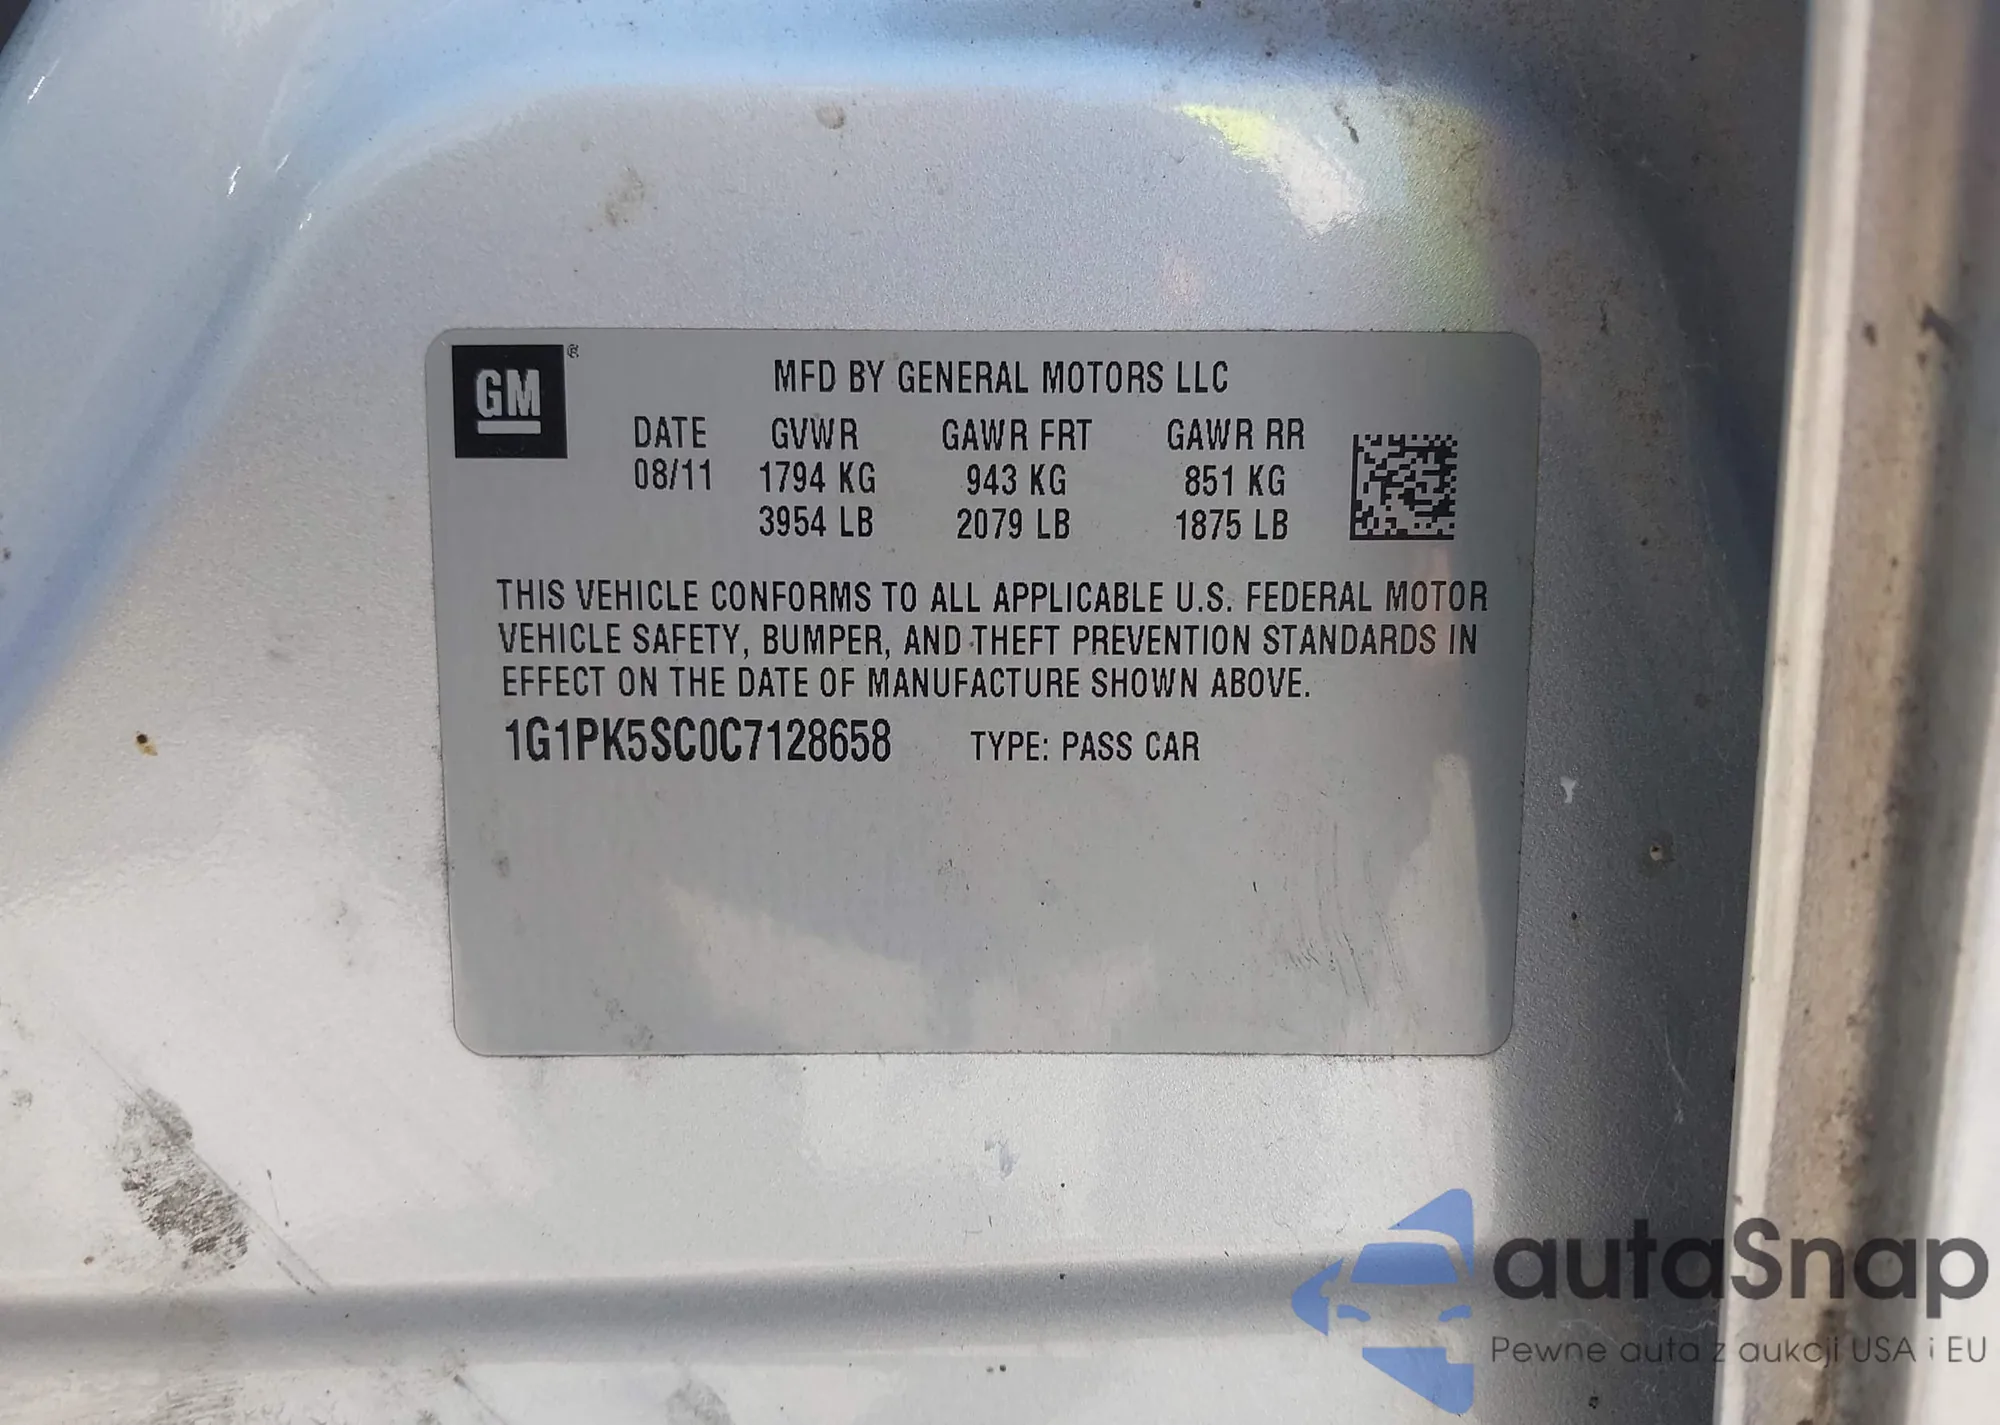 GM ®
MFD BY GENERAL MOTORS LLC
DATE GVWR GAWR FRT GAWR RR
08/11 1794 KG 943 KG 851 KG
3954 LB 2079 LB 1875 LB
THIS VEHICLE CONFORMS TO ALL APPLICABLE U.S. FEDERAL MOTOR
VEHICLE SAFETY, BUMPER, AND THEFT PREVENTION STANDARDS IN
EFFECT ON THE DATE OF MANUFACTURE SHOWN ABOVE.
1G1PK5SC0C7128658 TYPE: PASS CAR
autaSnap
Pewne auta z aukcji USA i EU